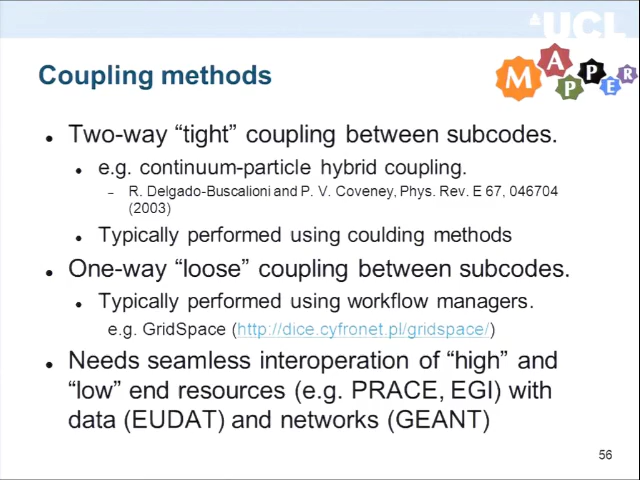 UCL
MAPPER
Coupling methods
• Two-way “tight” coupling between subcodes.
• e.g. continuum-particle hybrid coupling.
– R. Delgado-Buscalioni and P. V. Coveney, Phys. Rev. E 67, 046704
(2003)
• Typically performed using coulding methods
• One-way “loose” coupling between subcodes.
• Typically performed using workflow managers.
e.g. GridSpace (http://dice.cyfronet.pl/gridspace/)
• Needs seamless interoperation of “high” and
“low” end resources (e.g. PRACE, EGI) with
data (EUDAT) and networks (GEANT)
56